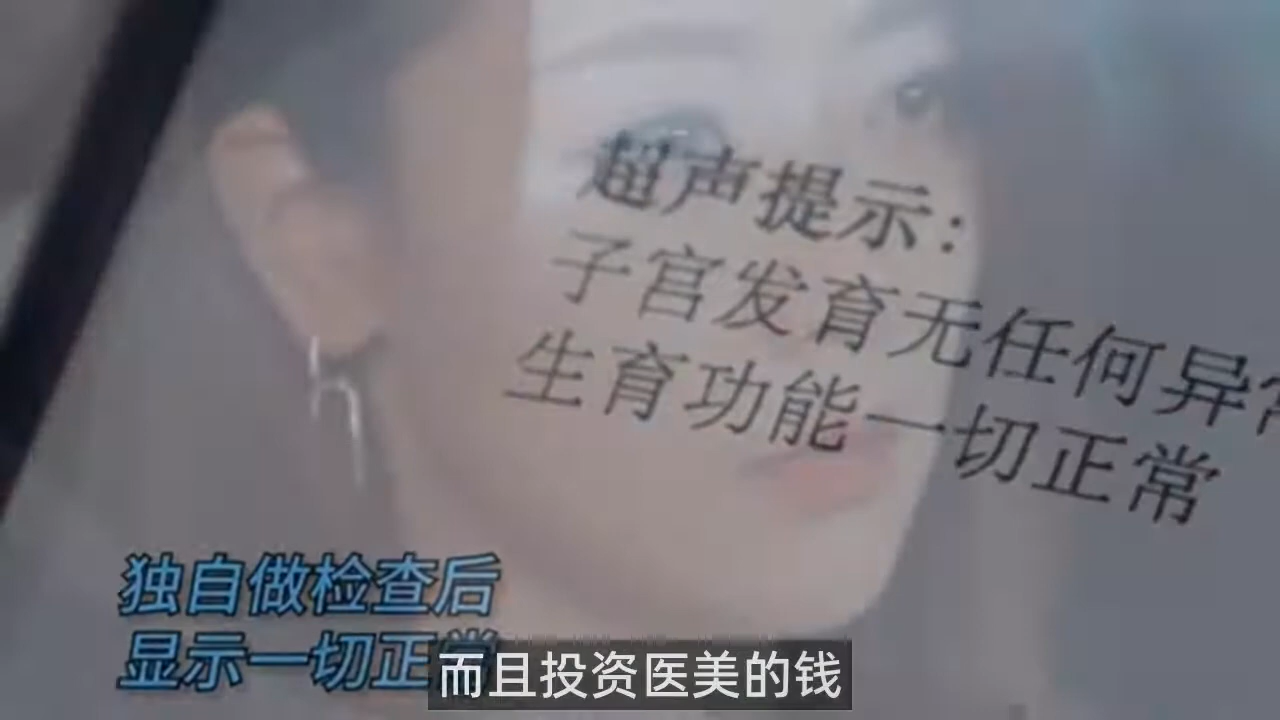 超声提示：
子宫发育无任何异常
生育功能一切正常
独自做检查后
显示一切正常
而且投资医美的钱